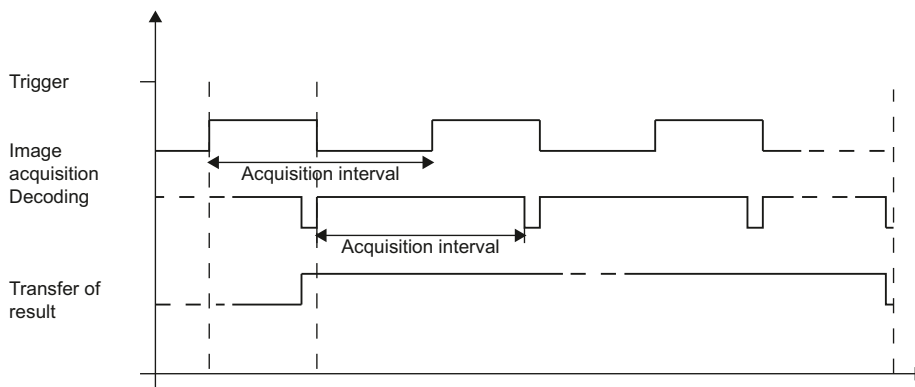 Trigger
Image
acquisition
Acquisition interval
Decoding
Acquisition interval
Transfer of
result